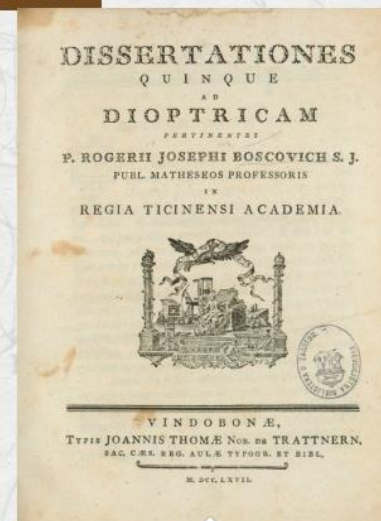 DISSERTATIONES
QUINQUE
AD
DIOPTRICAM
PERTINENTES
P. ROGERII JOSEPHI BOSCOVICH S. J.
PUBL. MATHESEOS PROFESSORIS
IN
REGIA TICINENSI ACADEMIA
VINDOBONÆ,
TYPIS JOANNIS THOMÆ NOB. DE TRATTNERN,
SAC. CÆS. REG. AULÆ TYPOGR. ET BIBL.
M. DCC. LXVII.